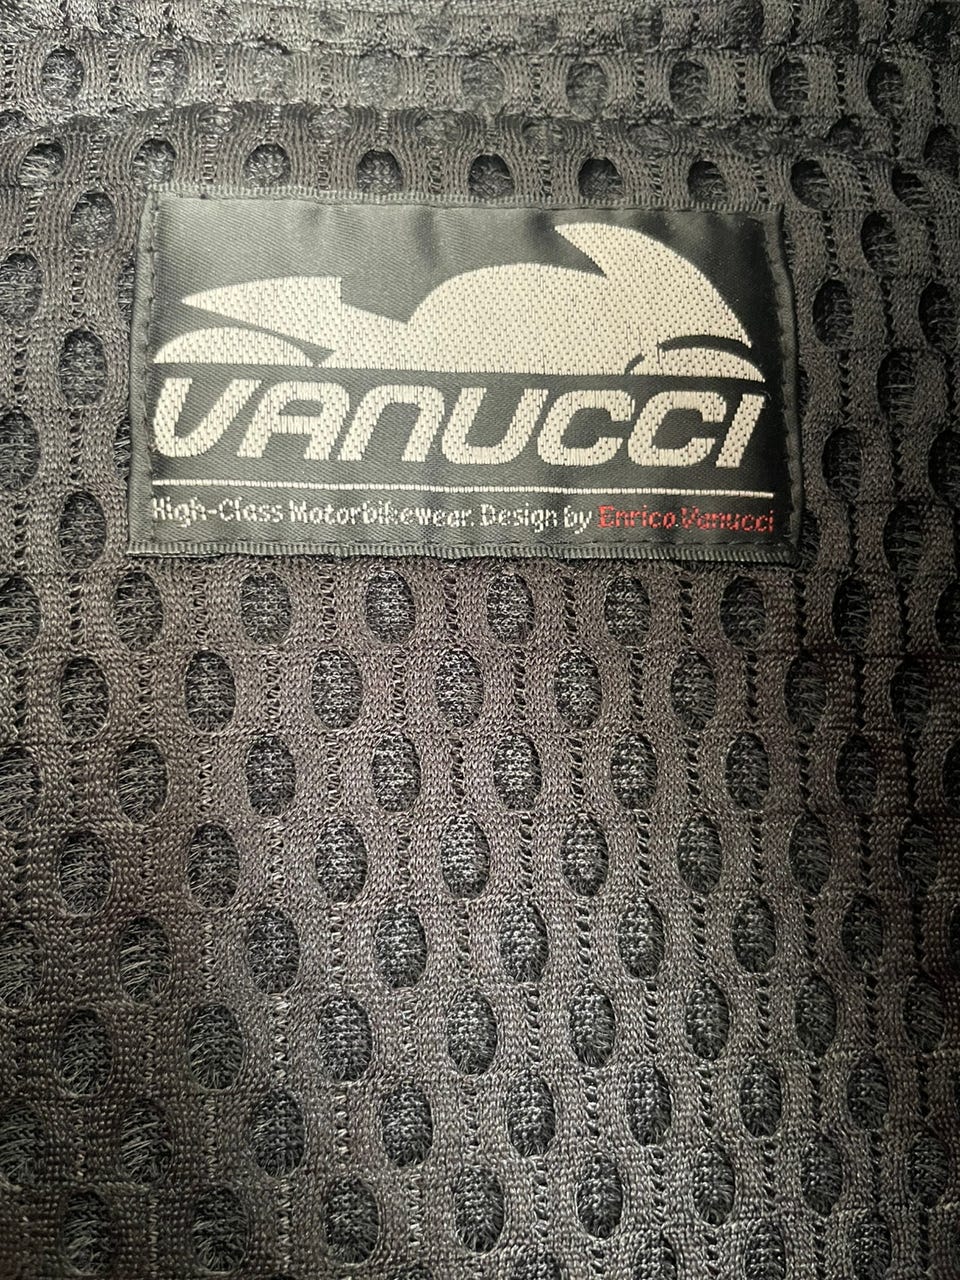 VANUCCI
High-Class Motorbikewear. Design by Enrico Vanucci